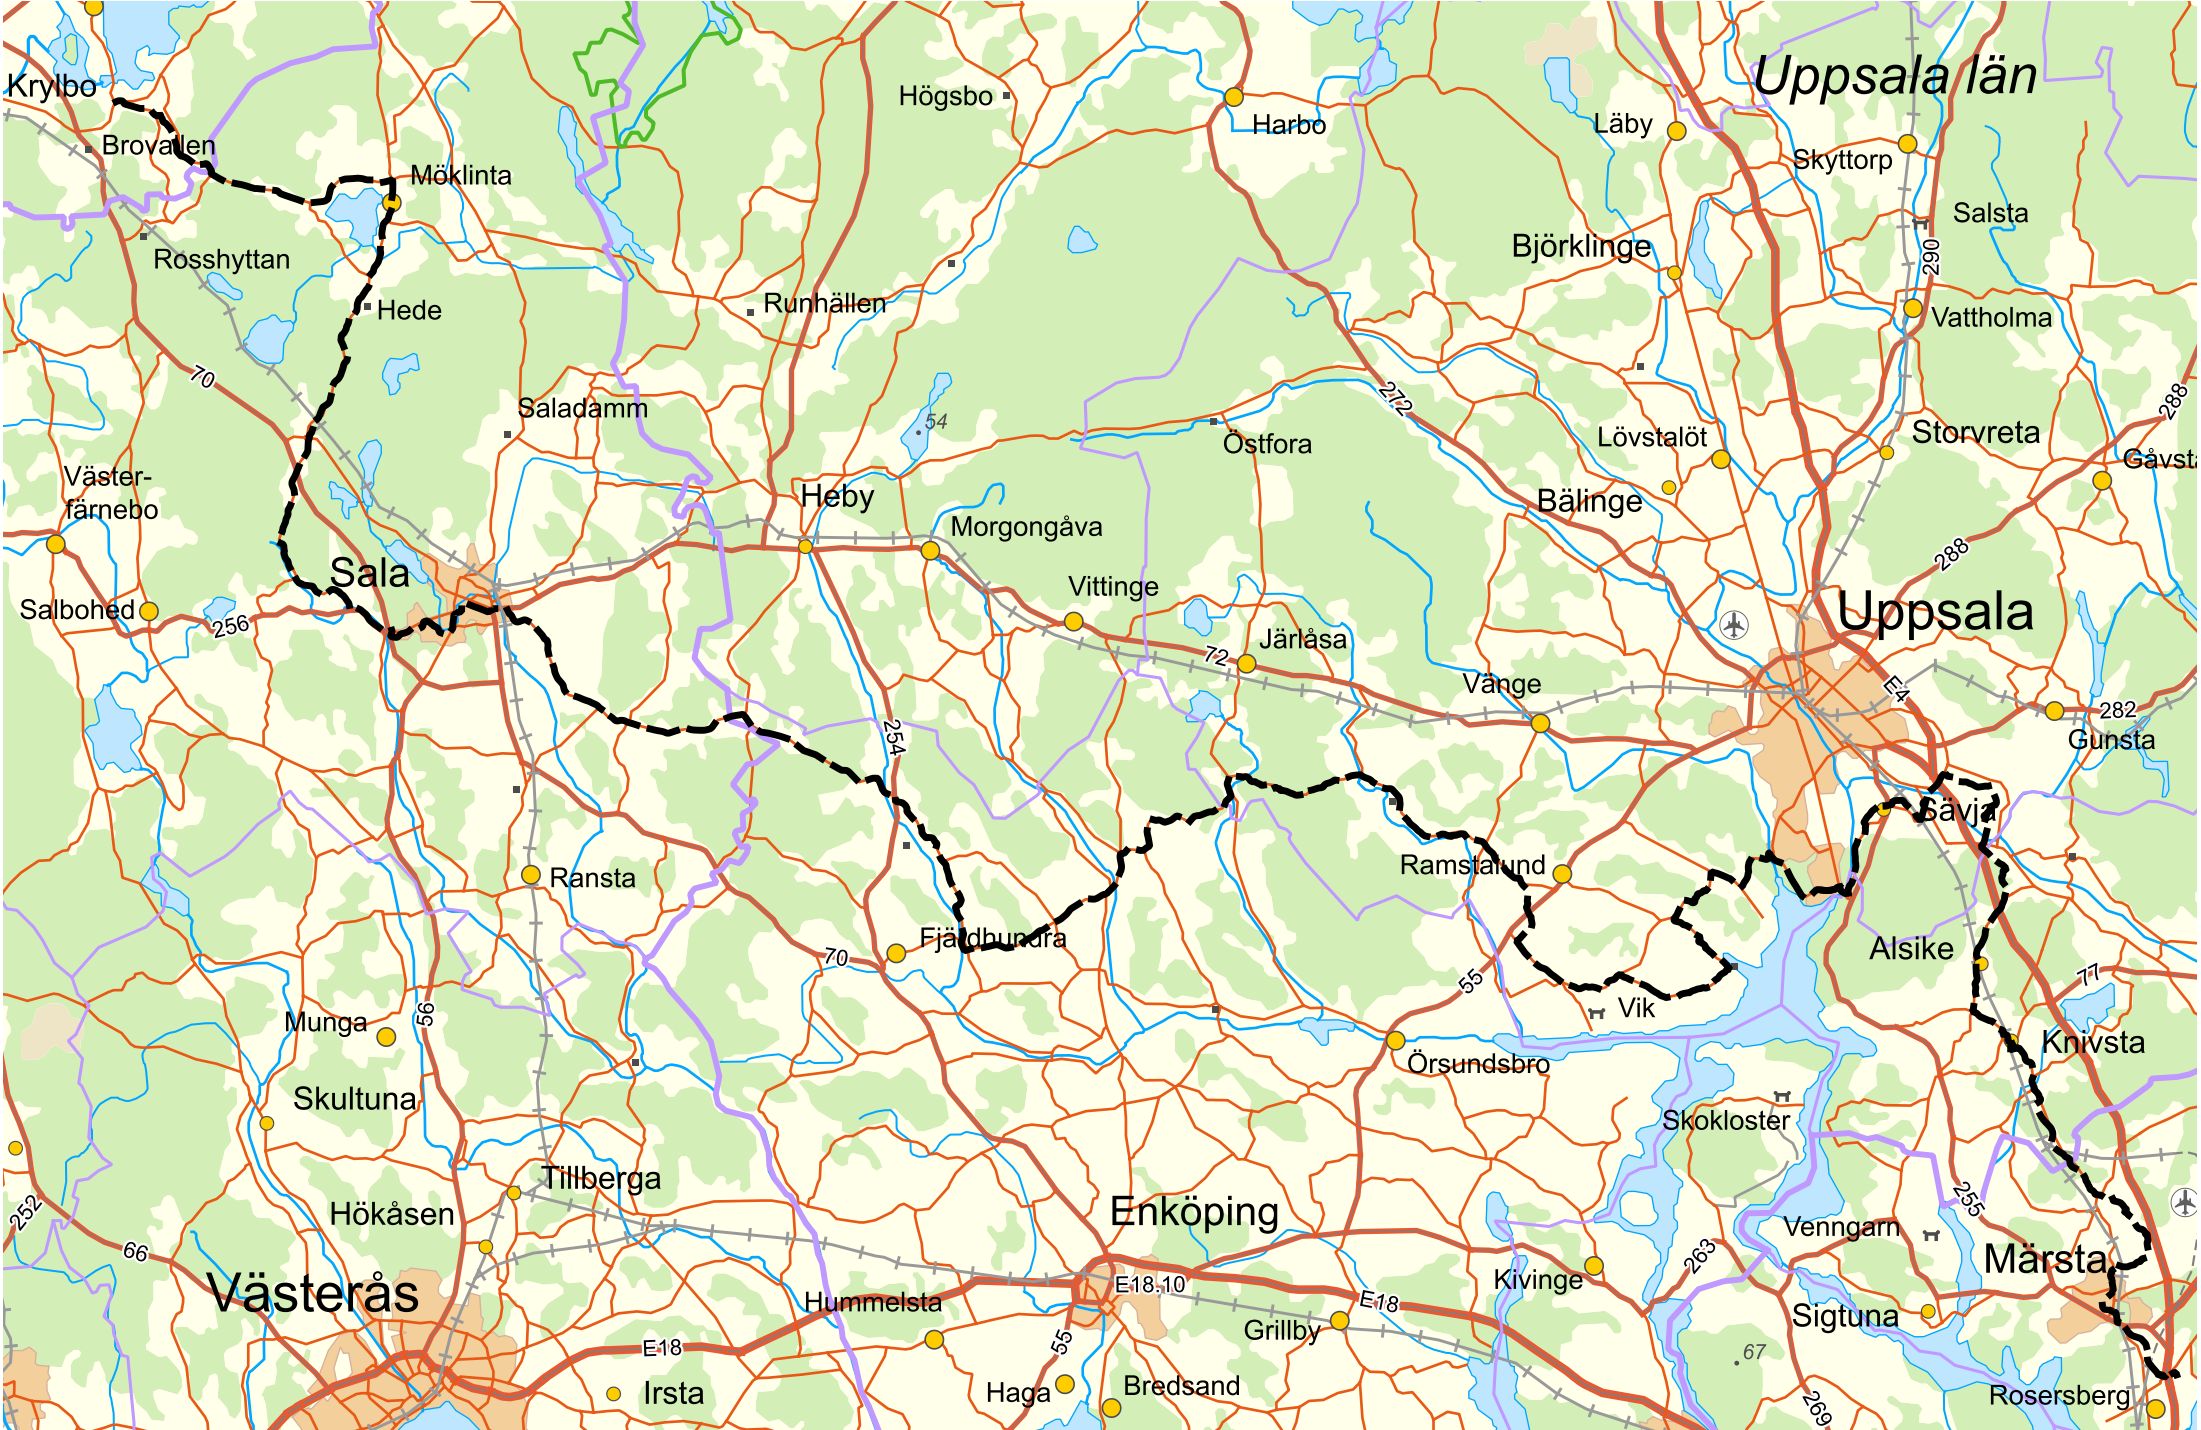 Krylbo
Uppsala län
Högsbo
Harbo
Läby
Brovallen
Skyttorp
Möklinta
Salsta
Björklinge
290
Rosshyttan
Hede
Runhällen
Vattholma
70
272
288
Saladamm
54
Östfora
Lövstalöt
Storvreta
Gåvsta
Väster-
färnebo
Heby
Bälinge
Morgongåva
288
Sala
Vittinge
Salbohed
256
Järlåsa
72
Uppsala
Vänge
E4
254
282
Gunsta
Sävja
Ramstalund
Ransta
Fjärdhundra
70
Alsike
55
77
56
Vik
Munga
Knivsta
Örsundsbro
Skultuna
Skokloster
Tillberga
252
Hökåsen
Enköping
255
Venngarn
66
263
Märsta
Västerås
Kivinge
E18.10
Hummelsta
E18
Grillby
Sigtuna
E18
55
67
Irsta
Haga
Bredsand
Rosersberg
269